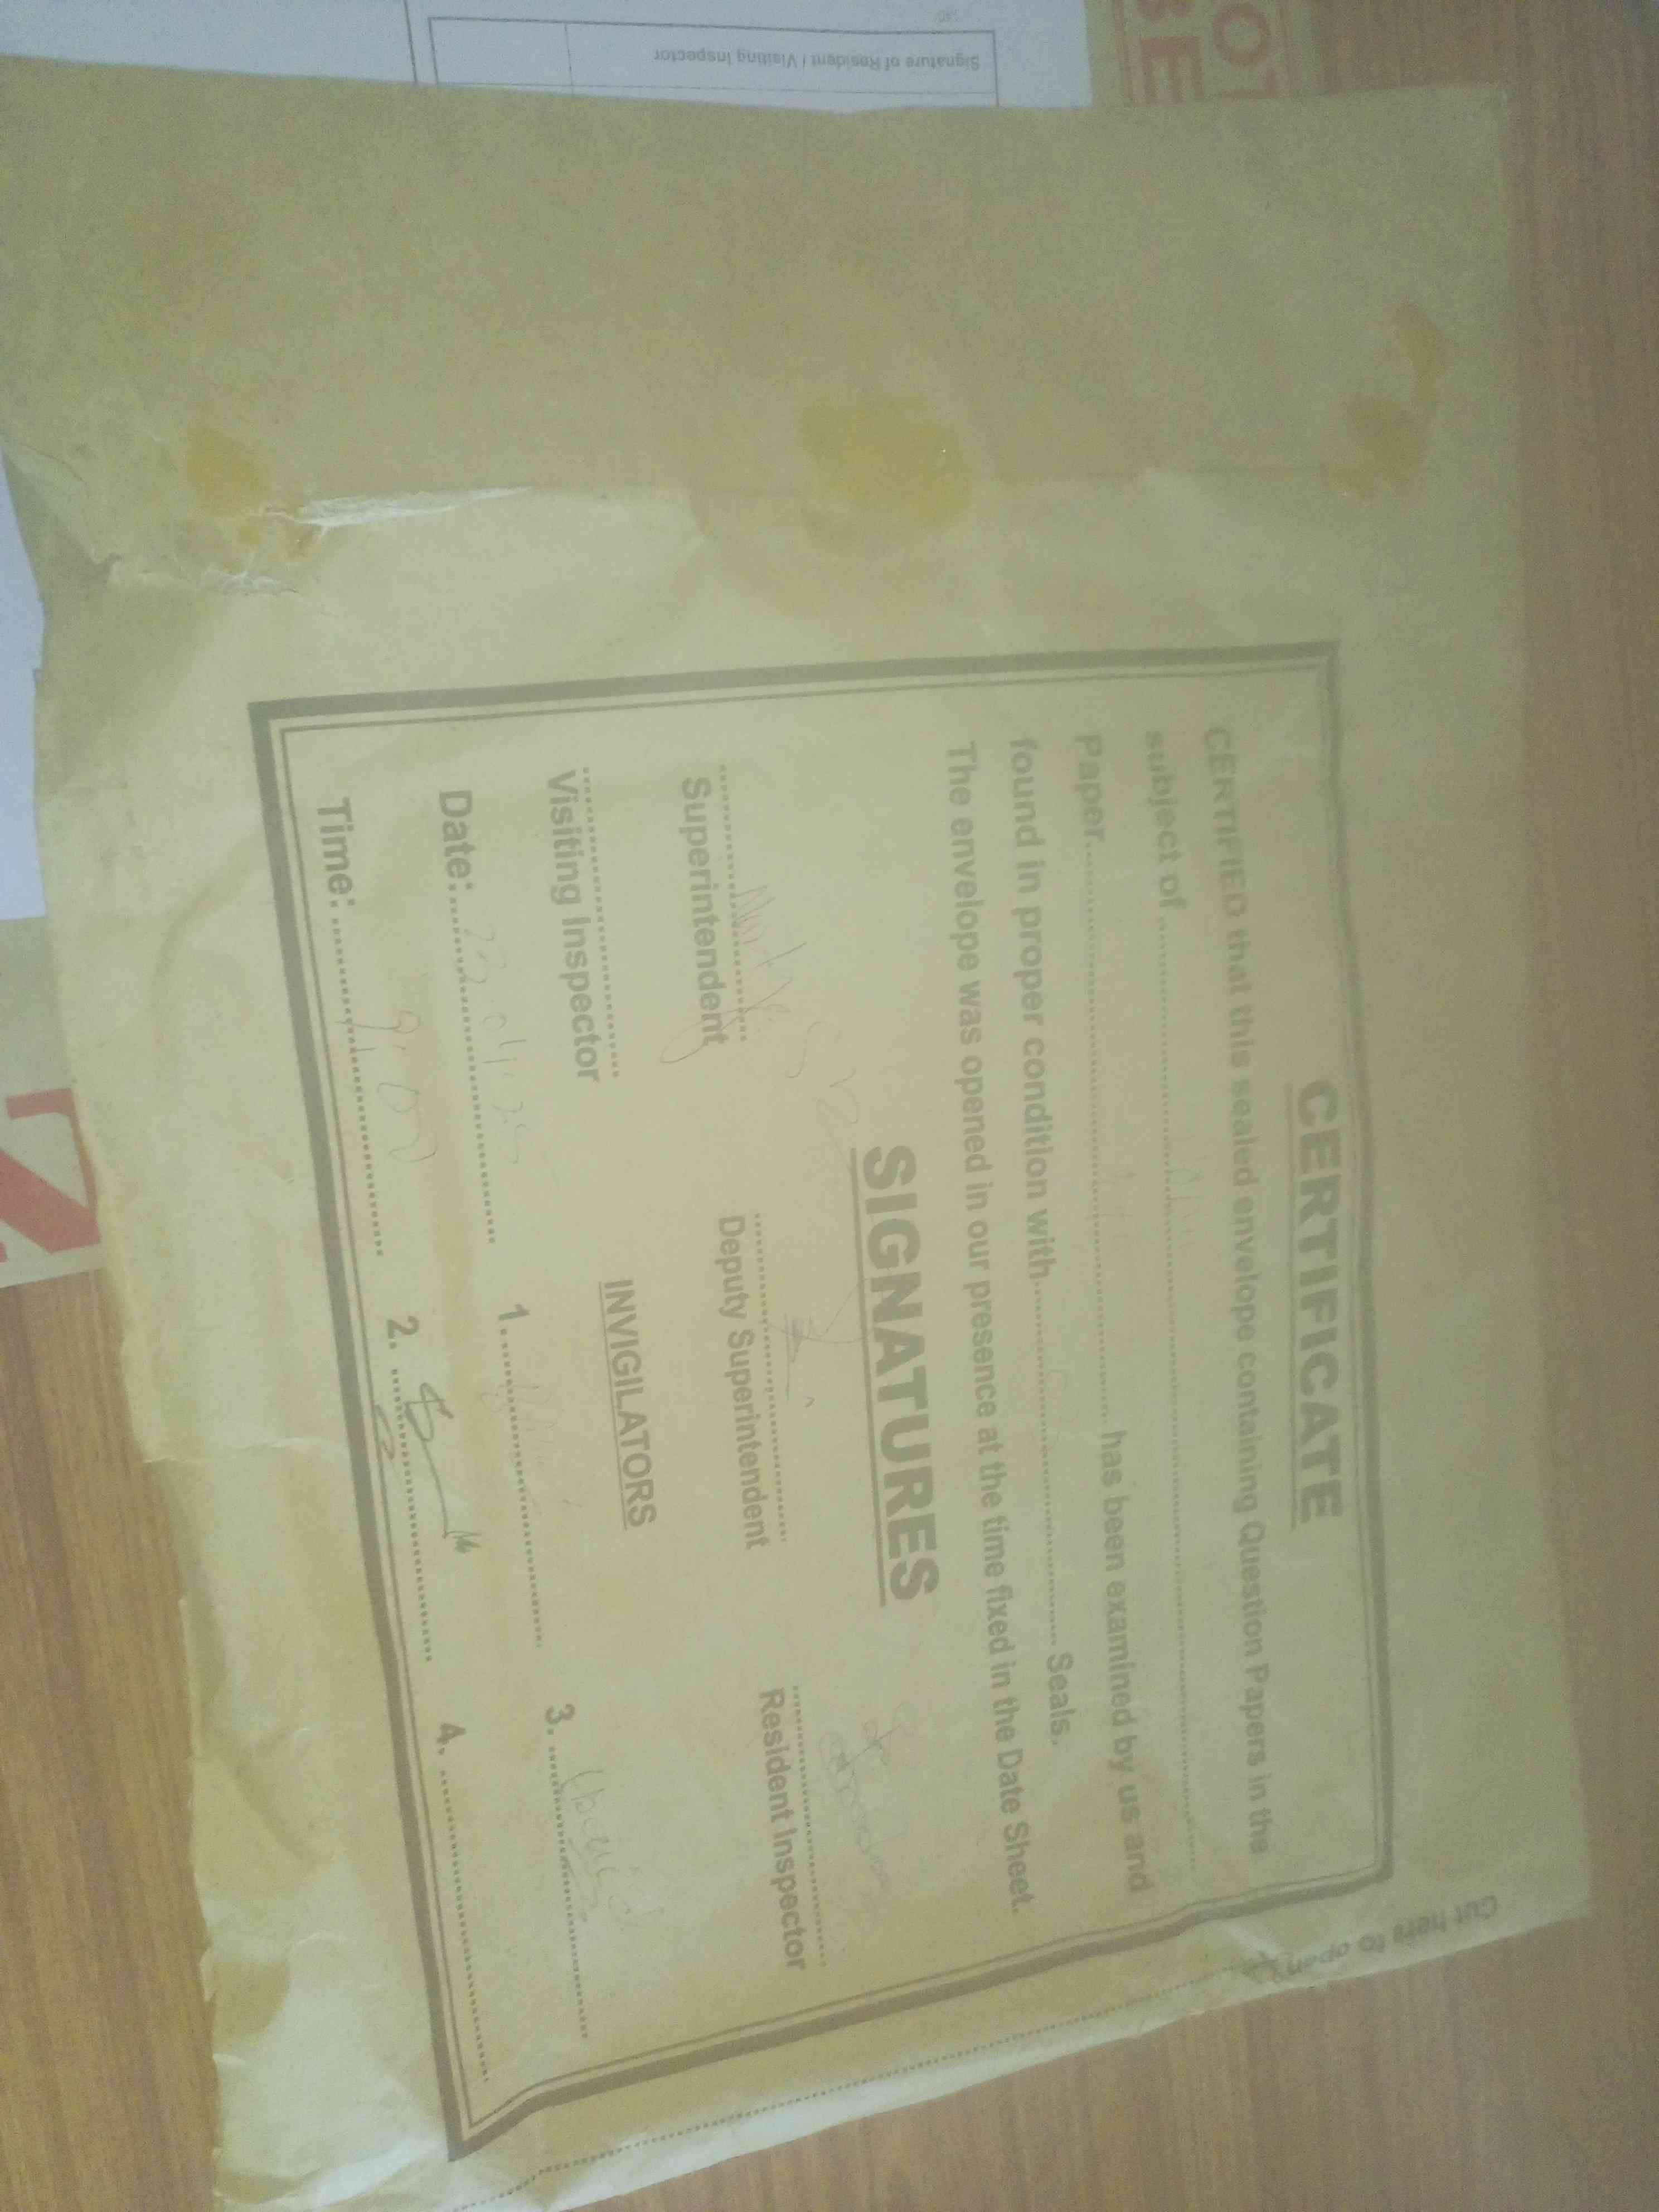 CERTIFICATE
CERTIFIED that this sealed envelope containing Question Papers in the
subject of
Paper has been examined by us and
found in proper condition with Seals.
The envelope was opened in our presence at the time fixed in the Date Sheet.
SIGNATURES
Superintendent Deputy Superintendent Resident Inspector
Visiting Inspector INVIGILATORS
Date: 1. 3.
Time: 9:00 2. 4.
Cut here to open
Signature of Resident / Visiting Inspector